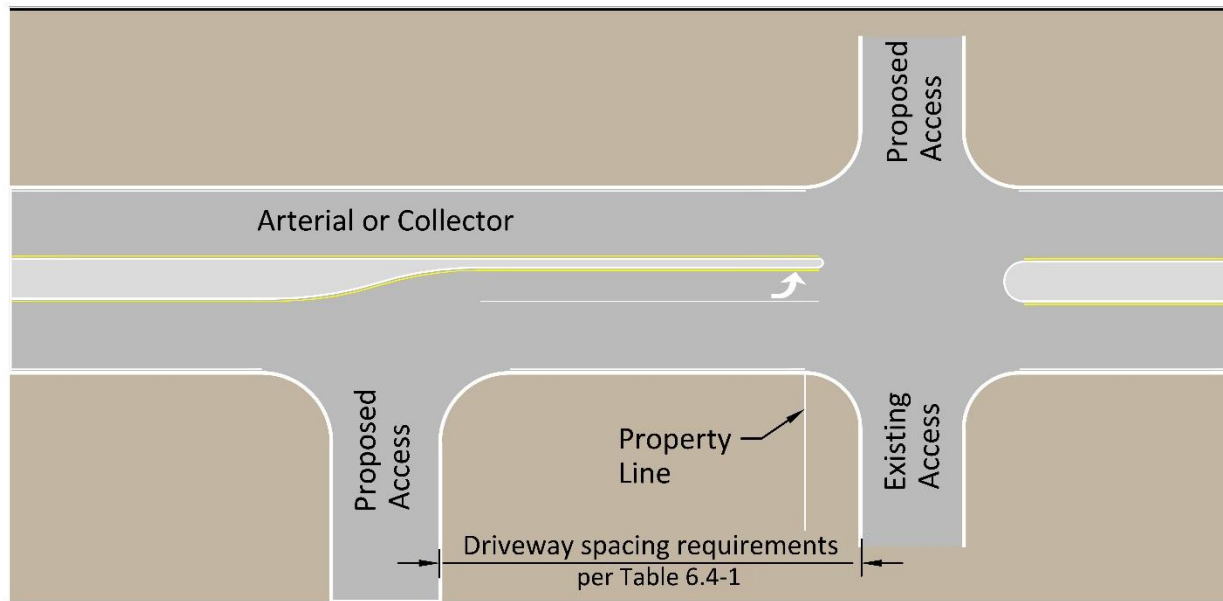 Proposed
Access
Arterial or Collector
Proposed
Access
Property
Line
Existing
Access
Driveway spacing requirements
per Table 6.4-1